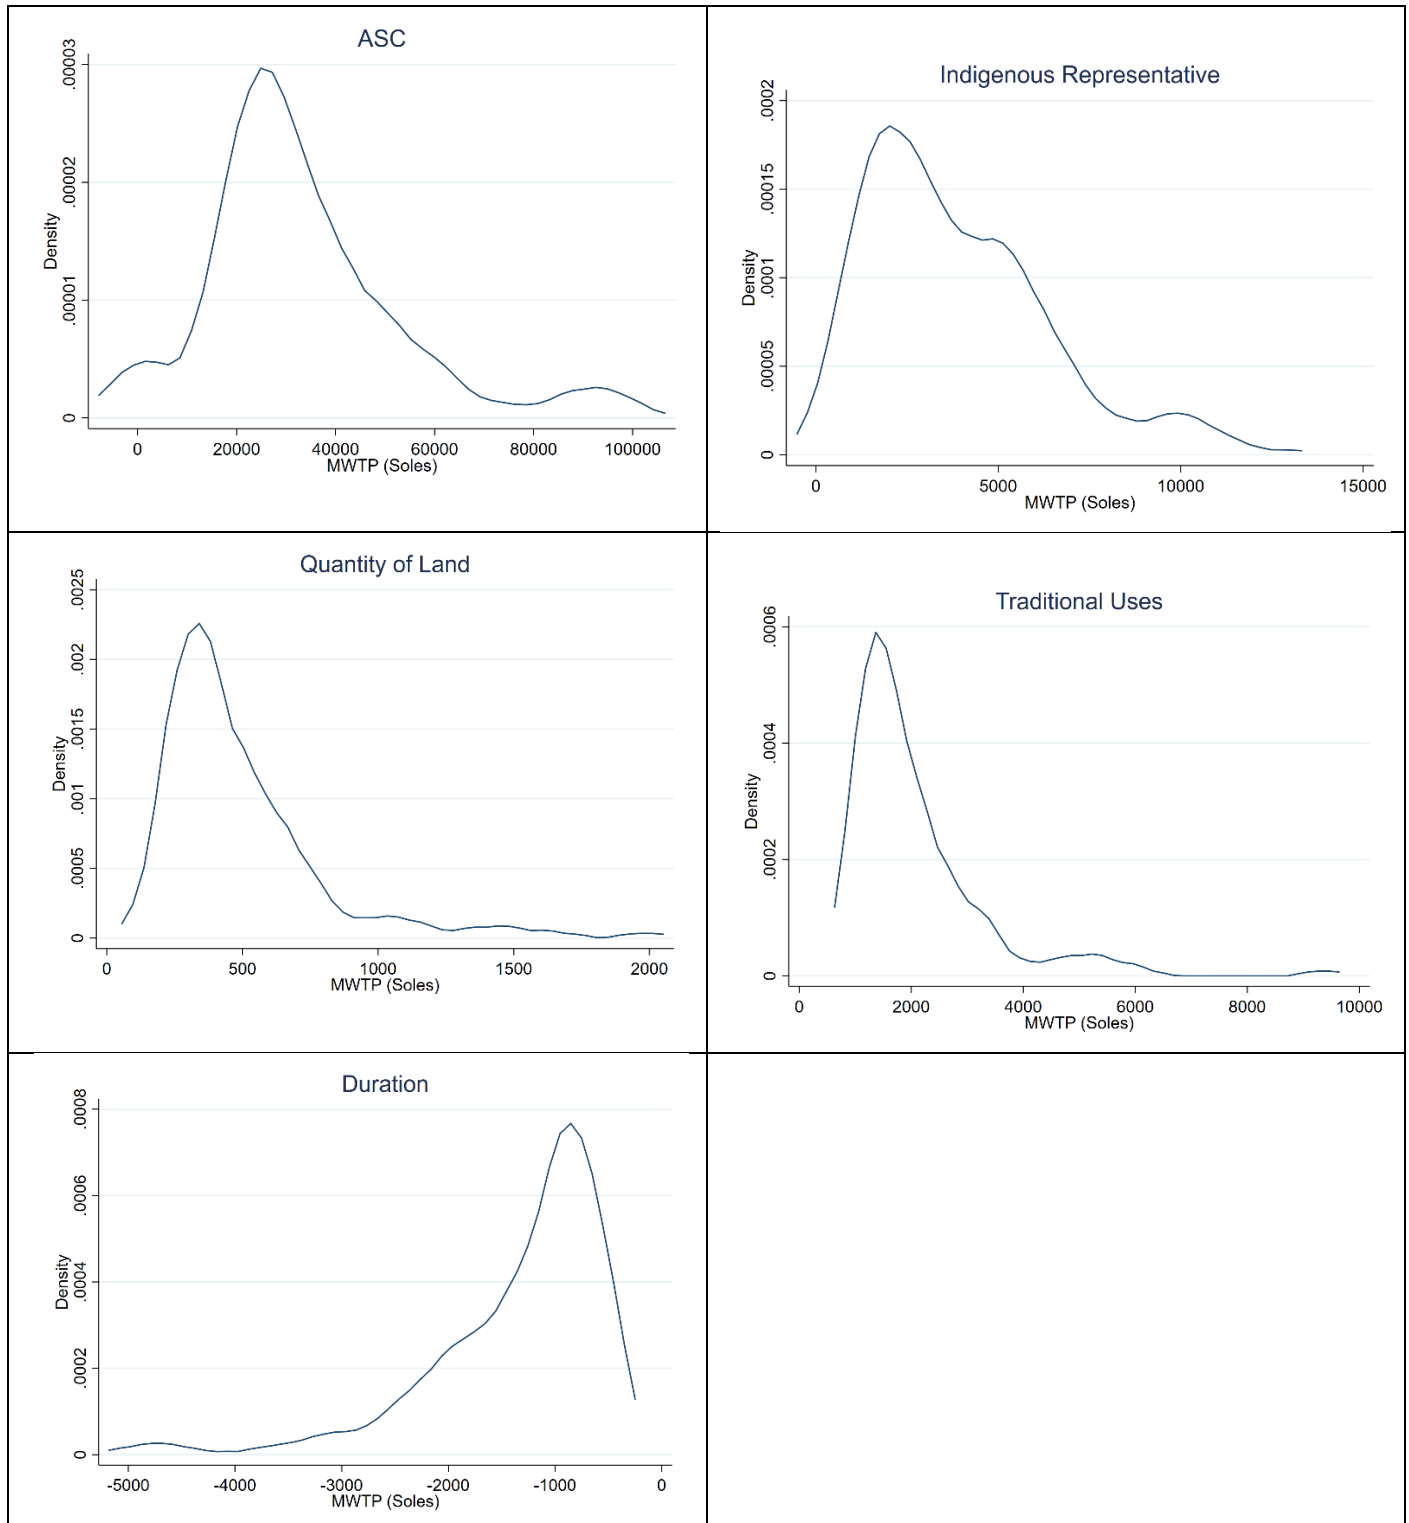 ASC
Density
0
.00001
.00002
.00003
0 20000 40000 60000 80000 100000
MWTP (Soles)
Indigenous Representative
Density
0
.00005
.0001
.00015
.0002
0 5000 10000 15000
MWTP (Soles)
Quantity of Land
Density
0
.0005
.001
.0015
.002
.0025
0 500 1000 1500 2000
MWTP (Soles)
Traditional Uses
Density
0
.0002
.0004
.0006
0 2000 4000 6000 8000 10000
MWTP (Soles)
Duration
Density
0
.0002
.0004
.0006
.0008
-5000 -4000 -3000 -2000 -1000 0
MWTP (Soles)